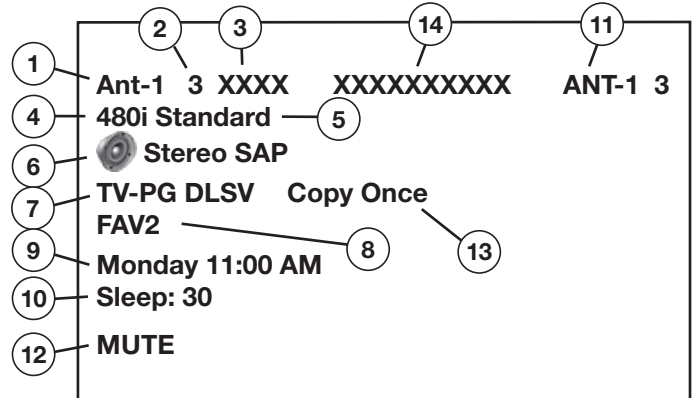 2 3 14 11
1 Ant-1 3 XXXX XXXXXXXXXX ANT-1 3
4 480i Standard 5
6 Stereo SAP
7 TV-PG DLSV Copy Once
FAV2 8 13
9 Monday 11:00 AM
10 Sleep: 30
12 MUTE